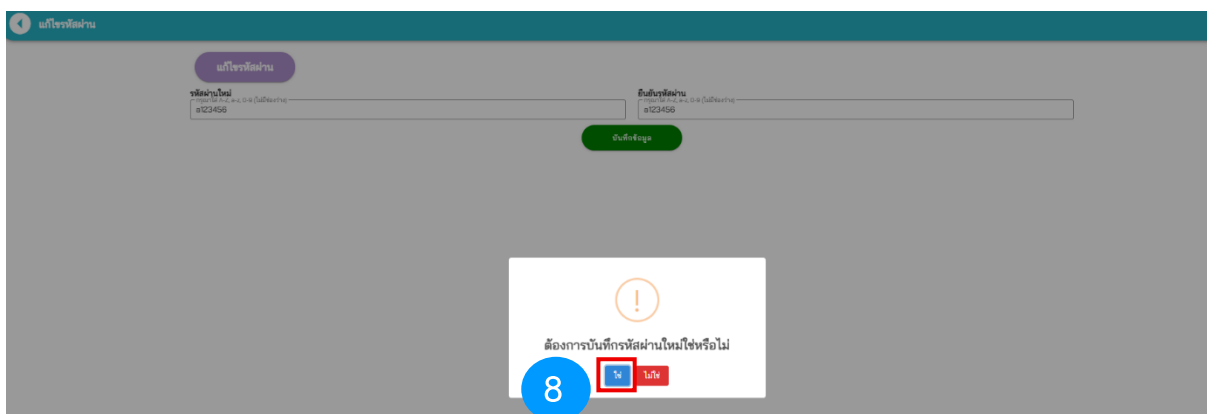 แก้ไขรหัสผ่าน
แก้ไขรหัสผ่าน
รหัสผ่านใหม่
a123456
ยืนยันรหัสผ่าน
a123456
บันทึกข้อมูล
!
ต้องการบันทึกรหัสผ่านใหม่ใช่หรือไม่
ใช่ ไม่ใช่
8